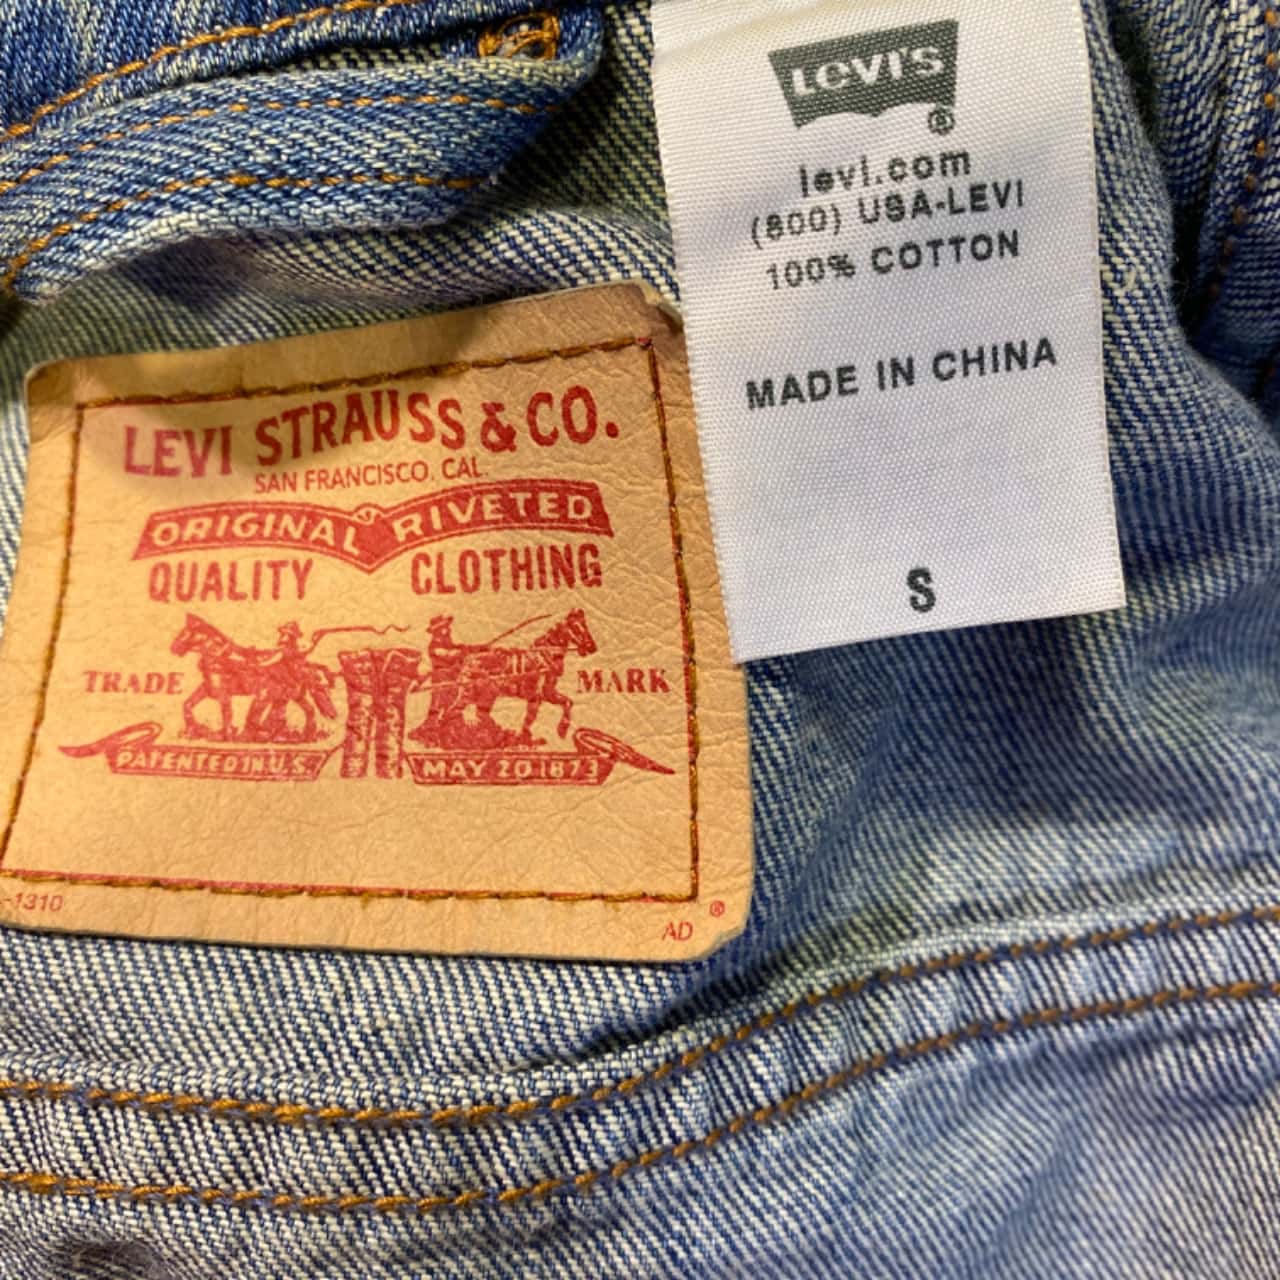 LEVI'S
®
levi.com
(800) USA-LEVI
100% COTTON
MADE IN CHINA
S
LEVI STRAUSS & CO.
SAN FRANCISCO, CAL.
ORIGINAL RIVETED
QUALITY CLOTHING
TRADE MARK
PATENTED IN U.S. MAY 20 1873
-1310
AD ®